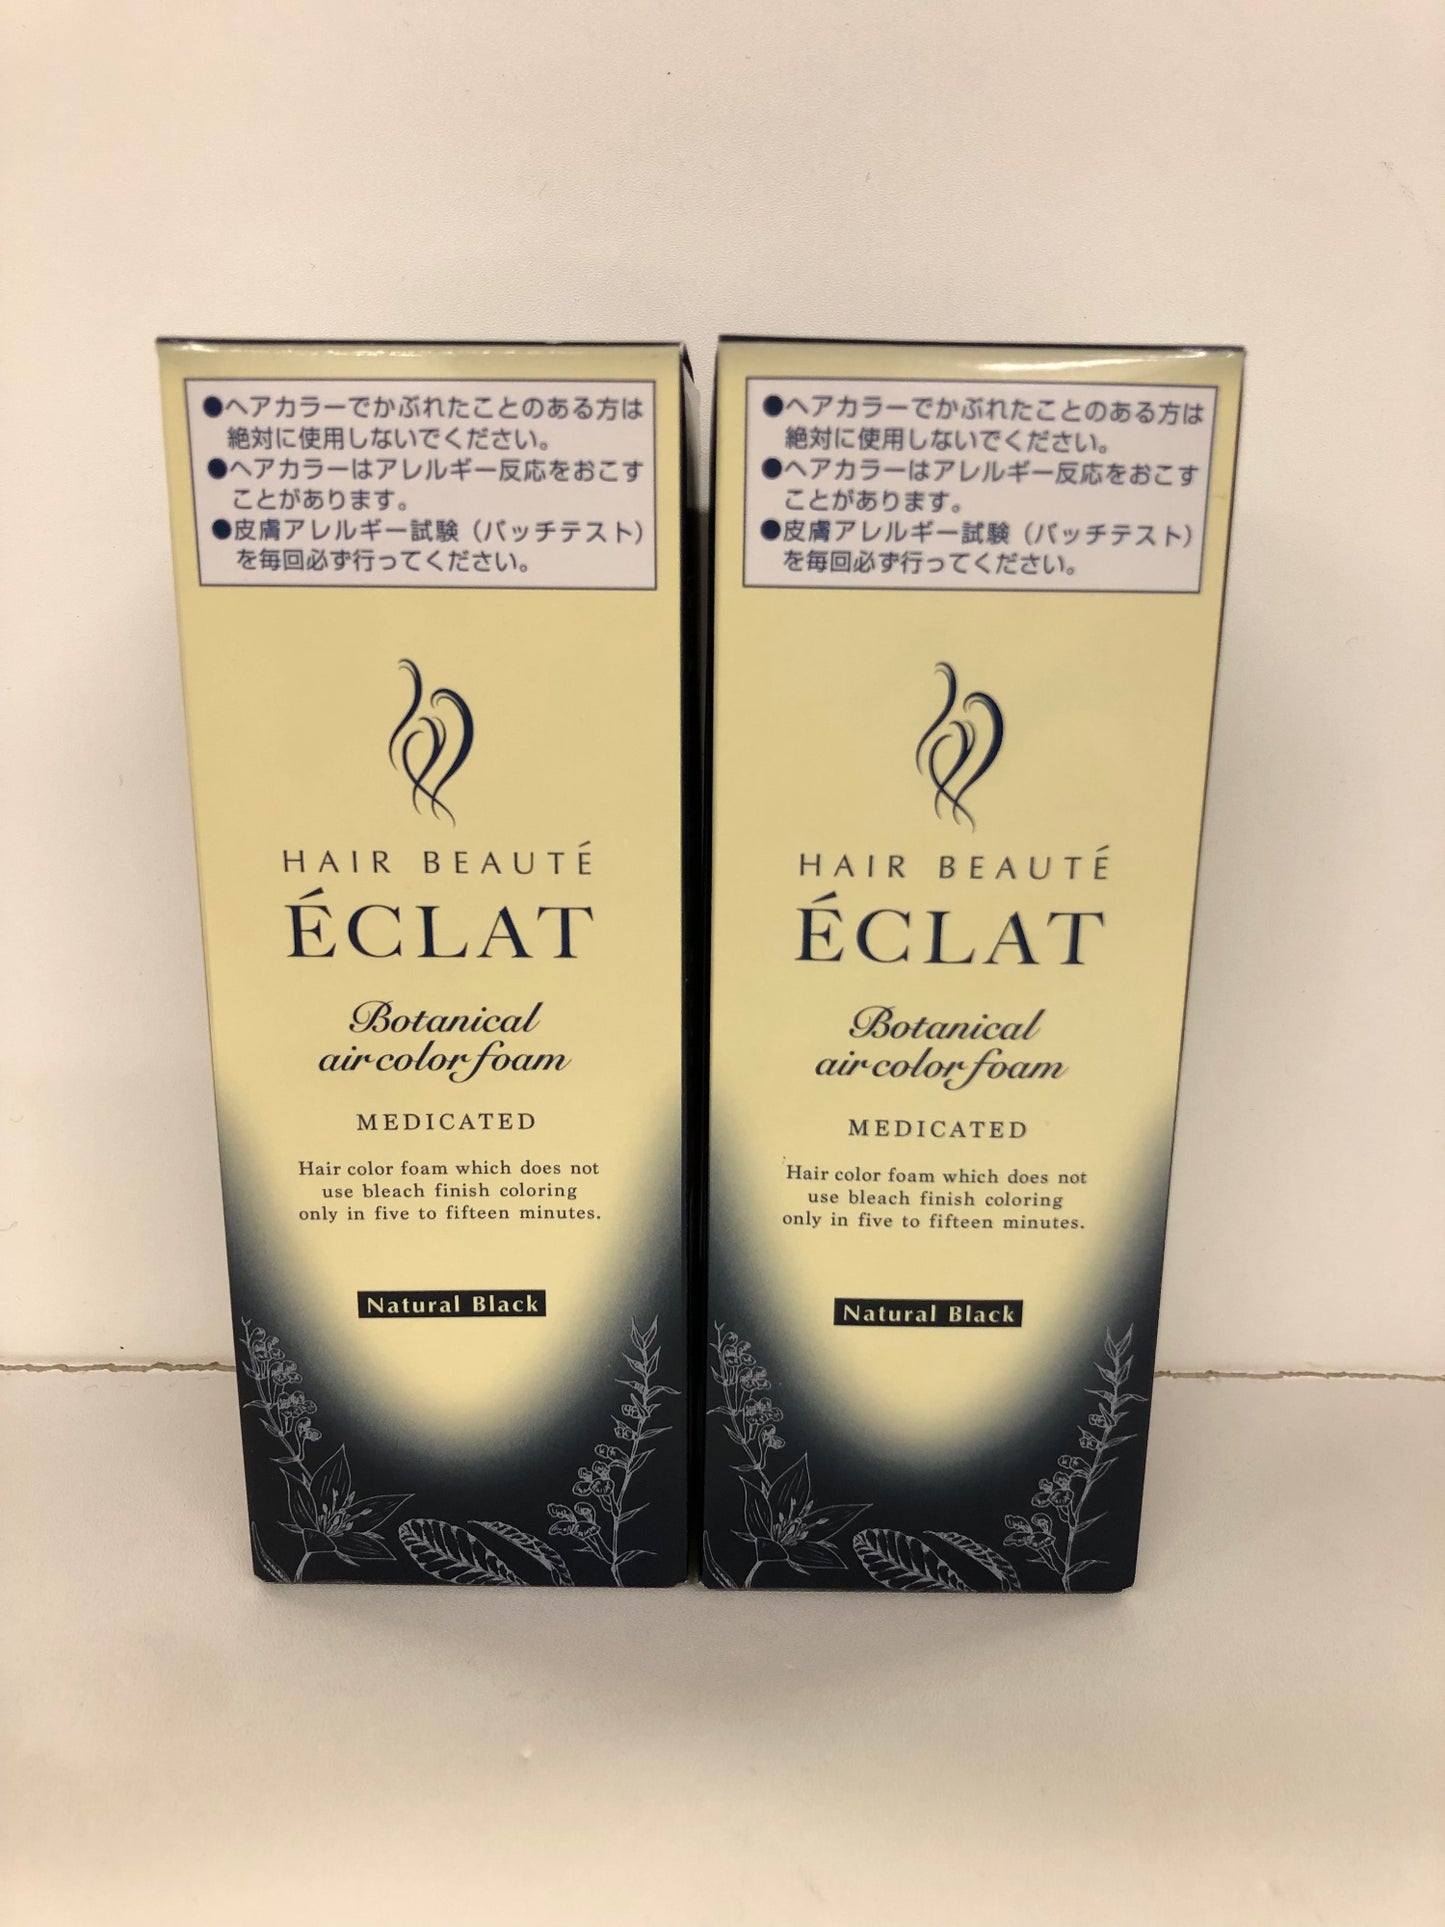 ●ヘアカラーでかぶれたことのある方は
絶対に使用しないでください。
●ヘアカラーはアレルギー反応をおこす
ことがあります。
●皮膚アレルギー試験（パッチテスト）
を毎回必ず行ってください。
HAIR BEAUTÉ
ÉCLAT
Botanical
air color foam
MEDICATED
Hair color foam which does not
use bleach finish coloring
only in five to fifteen minutes.
Natural Black
●ヘアカラーでかぶれたことのある方は
絶対に使用しないでください。
●ヘアカラーはアレルギー反応をおこす
ことがあります。
●皮膚アレルギー試験（パッチテスト）
を毎回必ず行ってください。
HAIR BEAUTÉ
ÉCLAT
Botanical
air color foam
MEDICATED
Hair color foam which does not
use bleach finish coloring
only in five to fifteen minutes.
Natural Black